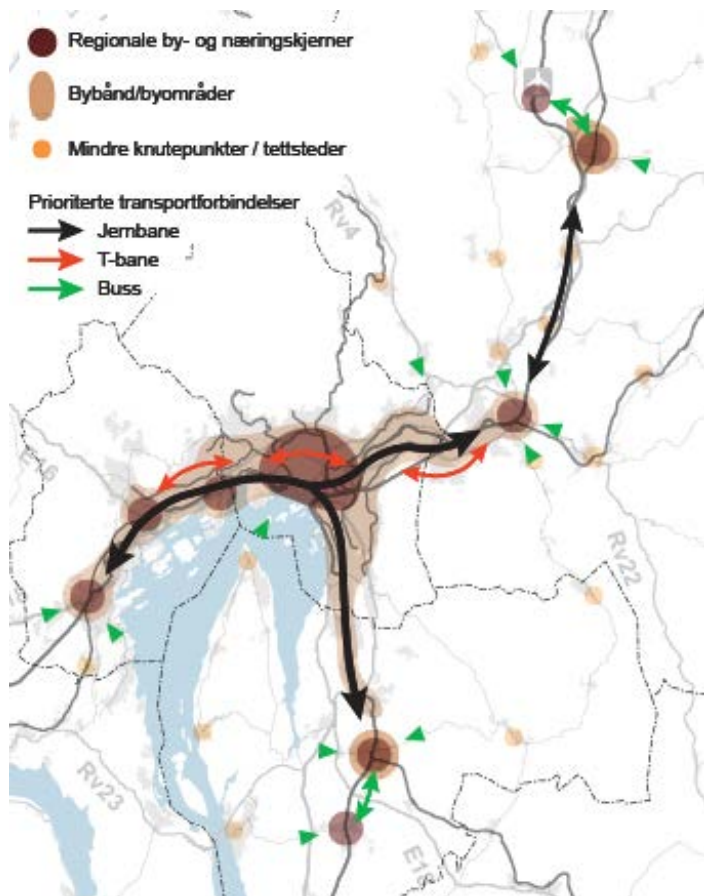 Regionale by- og næringskjerner
Bybånd/byområder
Mindre knutepunkter / tettsteder
Prioriterte transportforbindelser
Jernbane
T-bane
Buss
Rv4
Rv22
Rv23